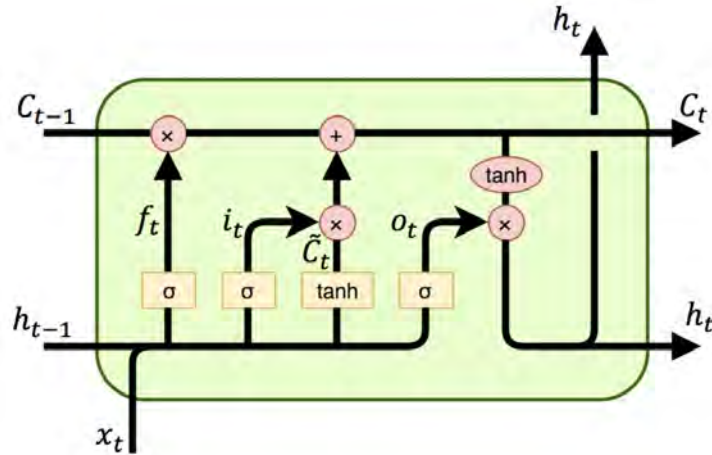 h_t
C_{t-1}
C_t
×
+
tanh
f_t
i_t
×
o_t
×
C̃_t
σ
σ
tanh
σ
h_{t-1}
h_t
x_t